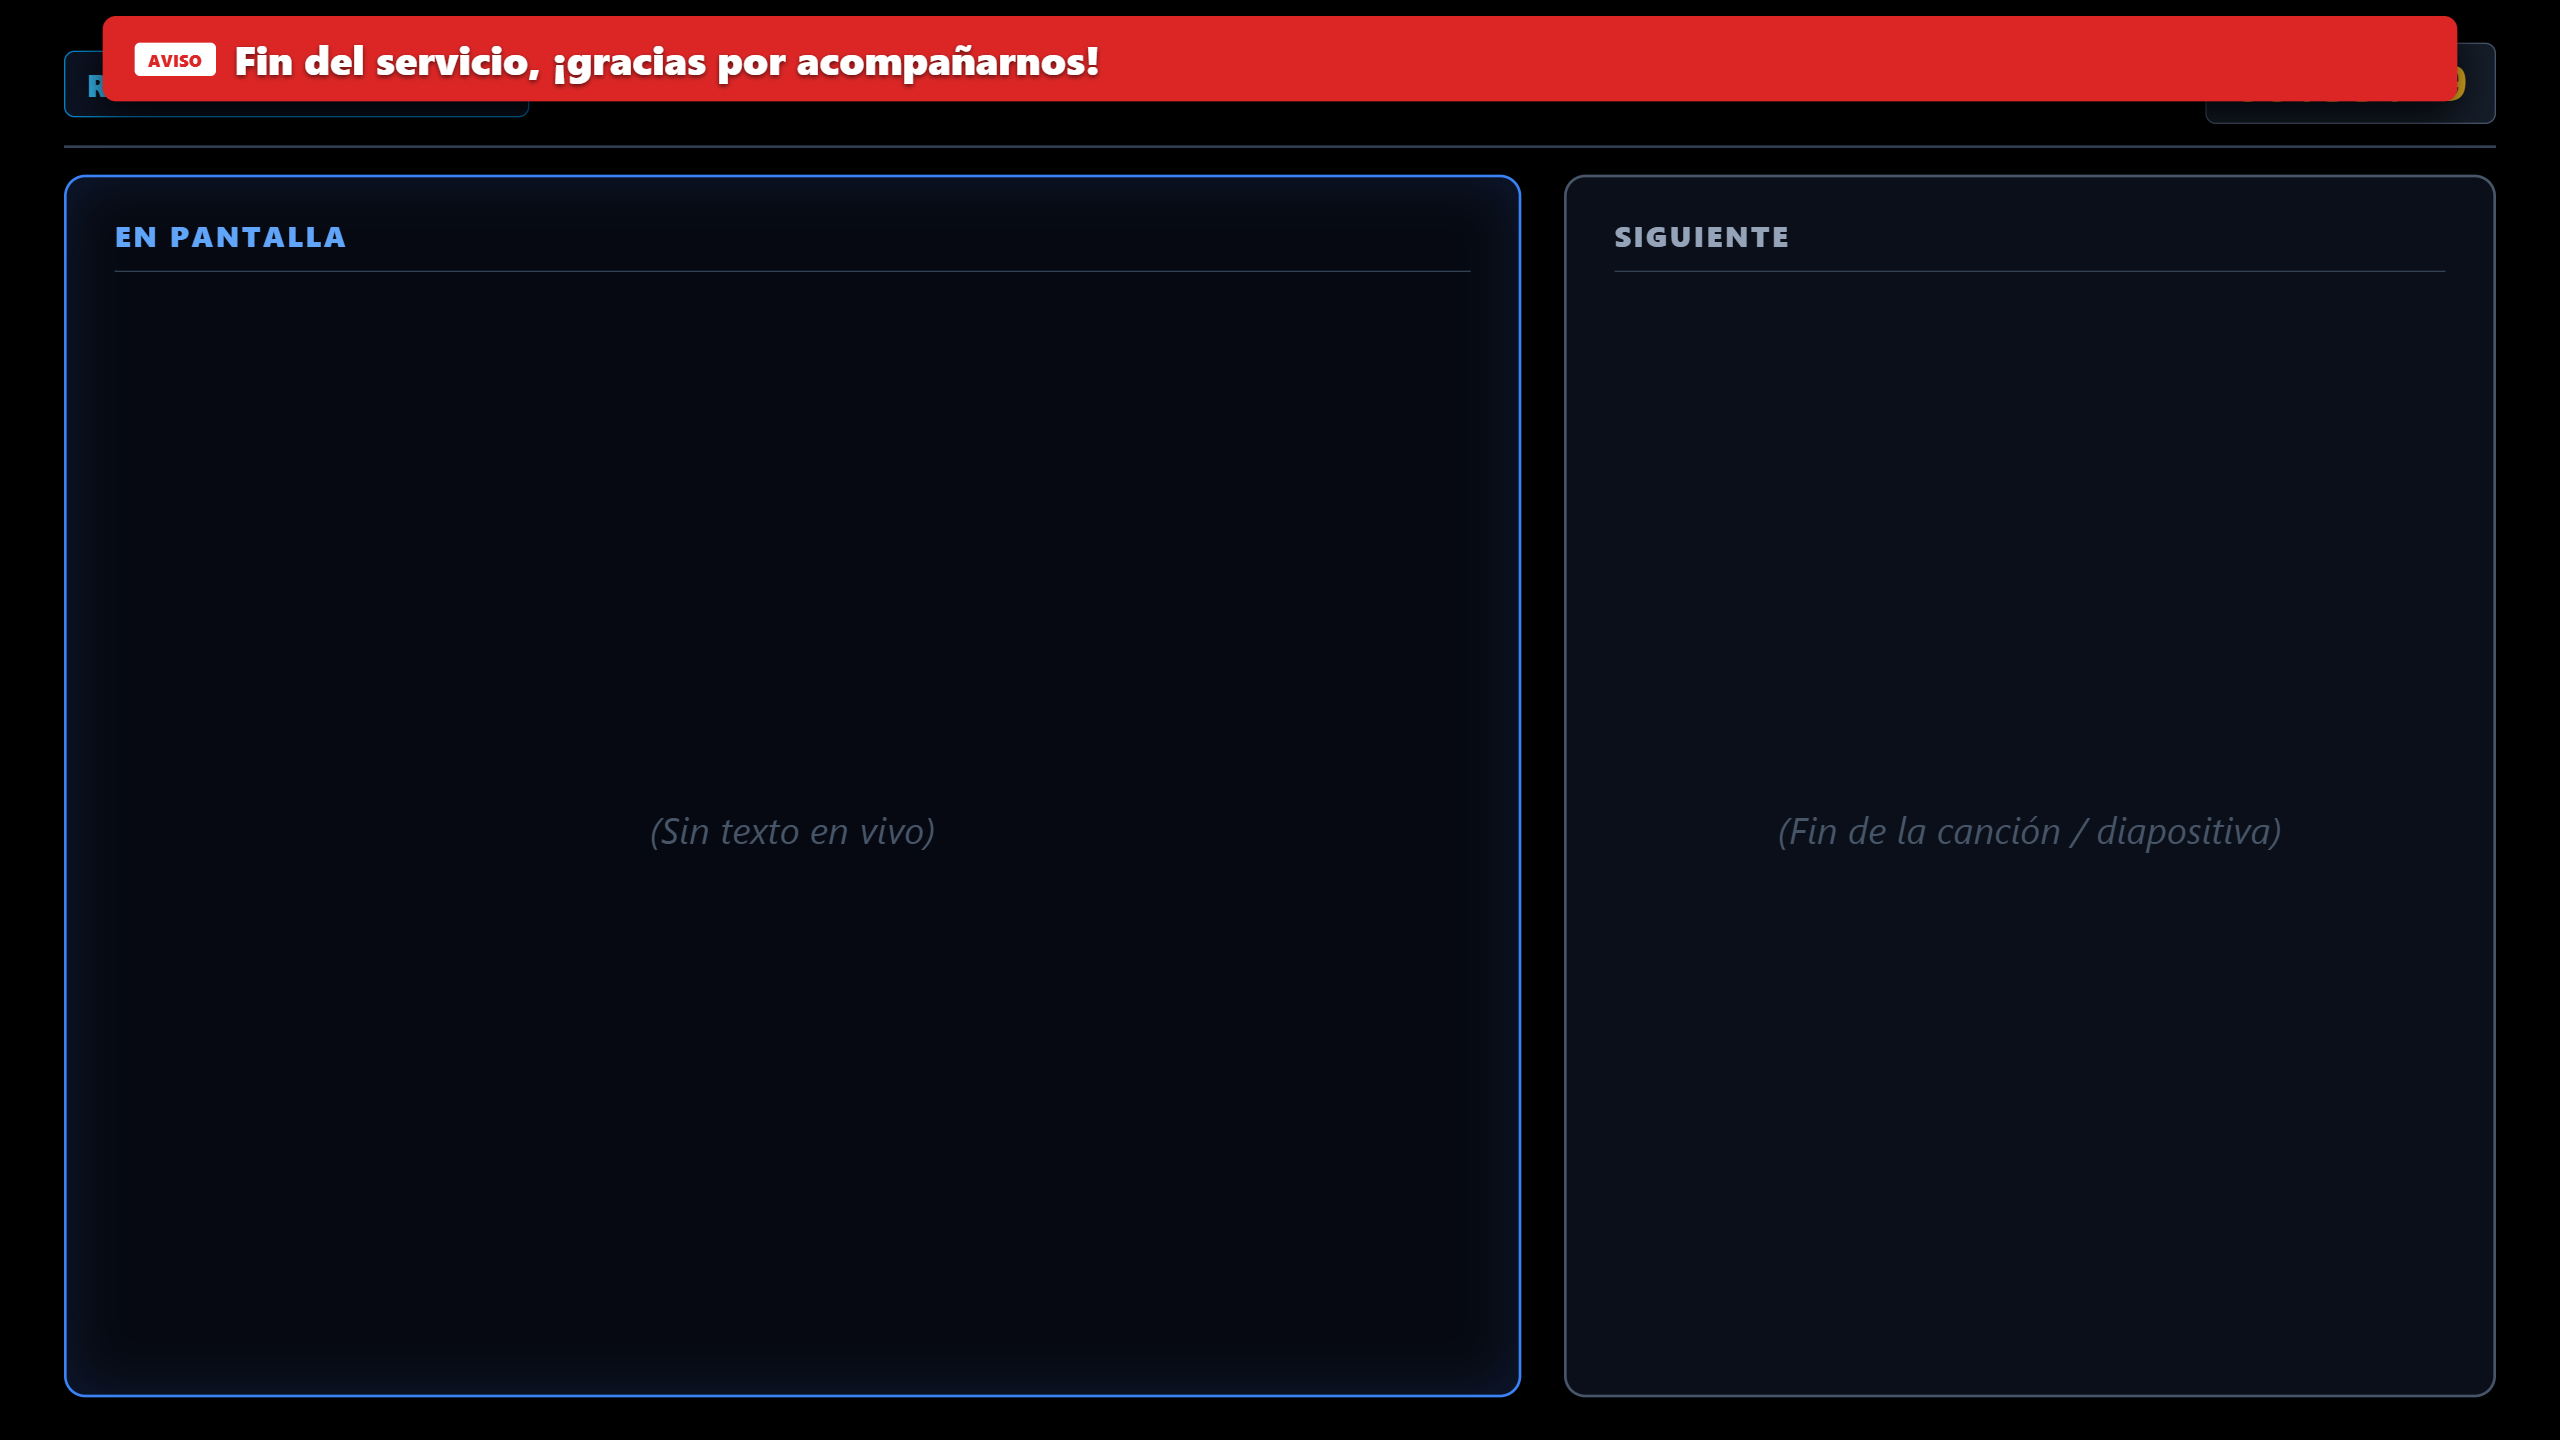 AVISO Fin del servicio, ¡gracias por acompañarnos!
EN PANTALLA
(Sin texto en vivo)
SIGUIENTE
(Fin de la canción / diapositiva)